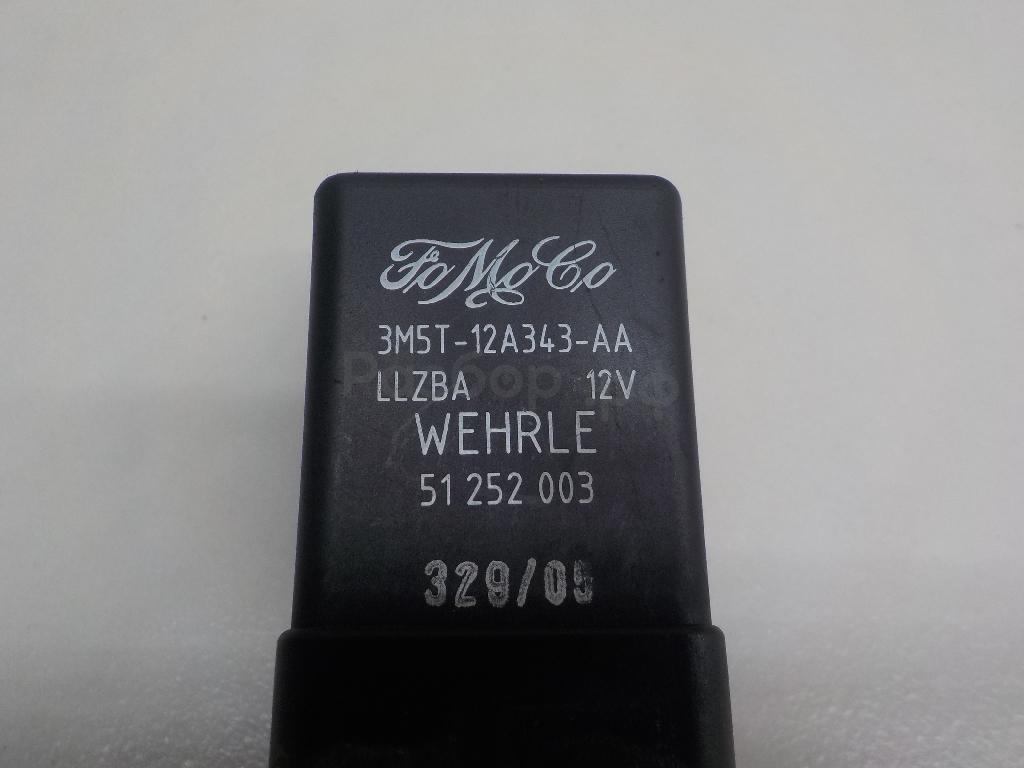 FoMoCo
3M5T-12A343-AA
LLZBA 12V
WEHRLE
51 252 003
329/05